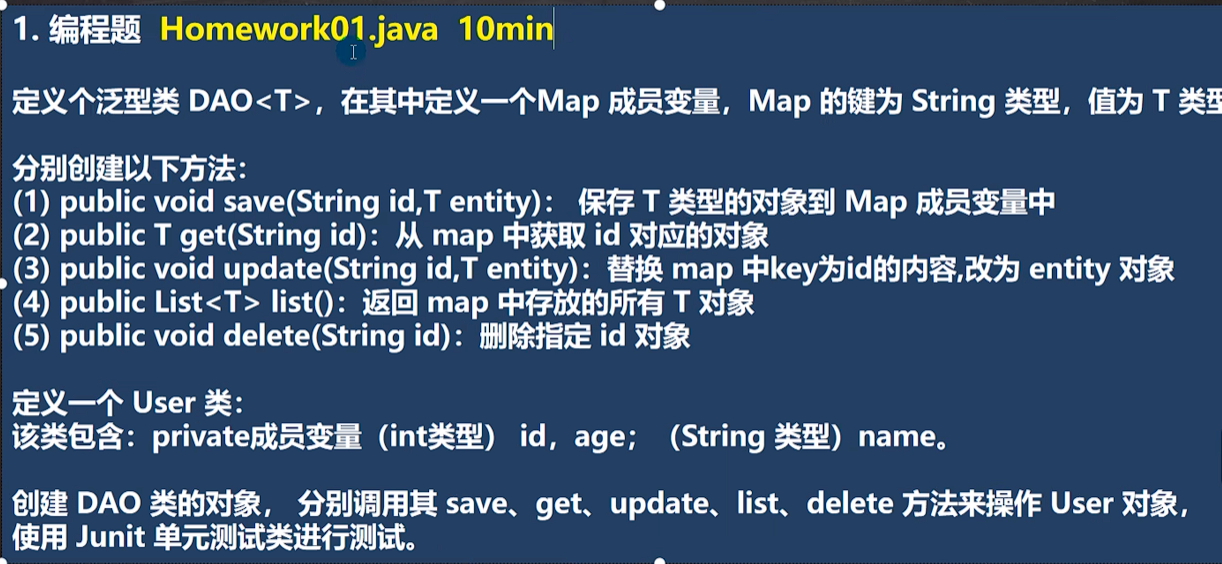 1. 编程题 Homework01.java 10min
定义个泛型类 DAO<T>，在其中定义一个Map 成员变量，Map 的键为 String 类型，值为 T 类型
分别创建以下方法：
(1) public void save(String id,T entity)： 保存 T 类型的对象到 Map 成员变量中
(2) public T get(String id)：从 map 中获取 id 对应的对象
(3) public void update(String id,T entity)：替换 map 中key为id的内容,改为 entity 对象
(4) public List<T> list()：返回 map 中存放的所有 T 对象
(5) public void delete(String id)：删除指定 id 对象
定义一个 User 类：
该类包含：private成员变量（int类型） id，age；（String 类型）name。
创建 DAO 类的对象， 分别调用其 save、get、update、list、delete 方法来操作 User 对象，
使用 Junit 单元测试类进行测试。